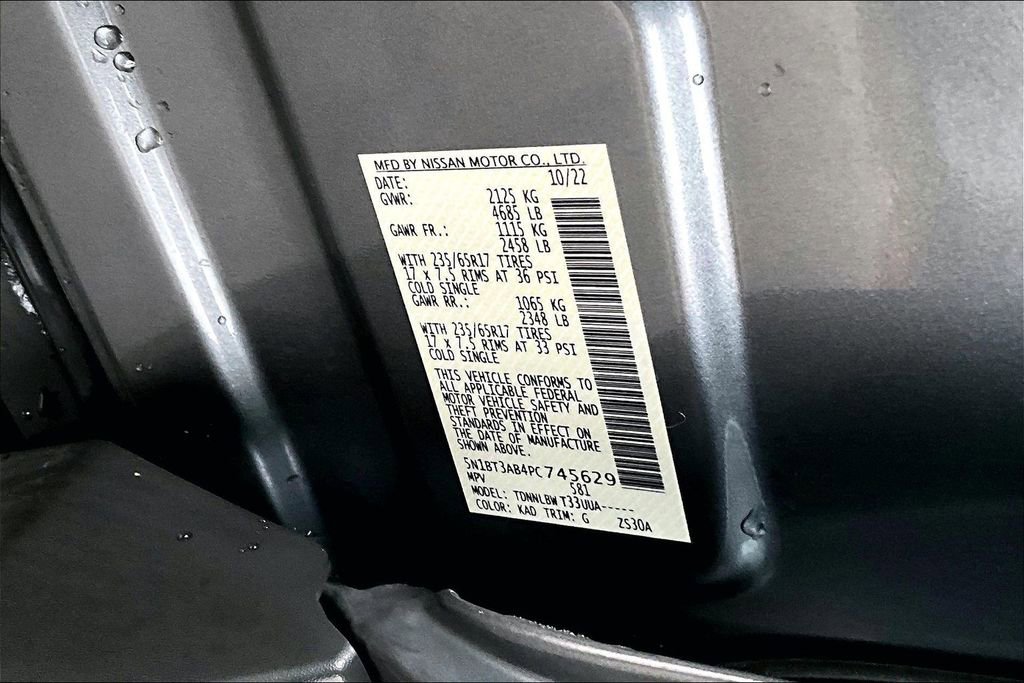 MFD BY NISSAN MOTOR CO., LTD.
DATE: 10/22
GVWR: 2125 KG
4685 LB
GAWR FR.: 1115 KG
2458 LB
WITH 235/65R17 TIRES
17 x 7.5 RIMS AT 36 PSI
COLD SINGLE
GAWR RR.: 1065 KG
2348 LB
WITH 235/65R17 TIRES
17 x 7.5 RIMS AT 33 PSI
COLD SINGLE
THIS VEHICLE CONFORMS TO
ALL APPLICABLE FEDERAL
MOTOR VEHICLE SAFETY AND
THEFT PREVENTION
STANDARDS IN EFFECT ON
THE DATE OF MANUFACTURE
SHOWN ABOVE.
5N1BT3AB4PC745629
MPV 581
MODEL: TDNNLBW T33UUA-----
COLOR: KAD TRIM: G ZS30A